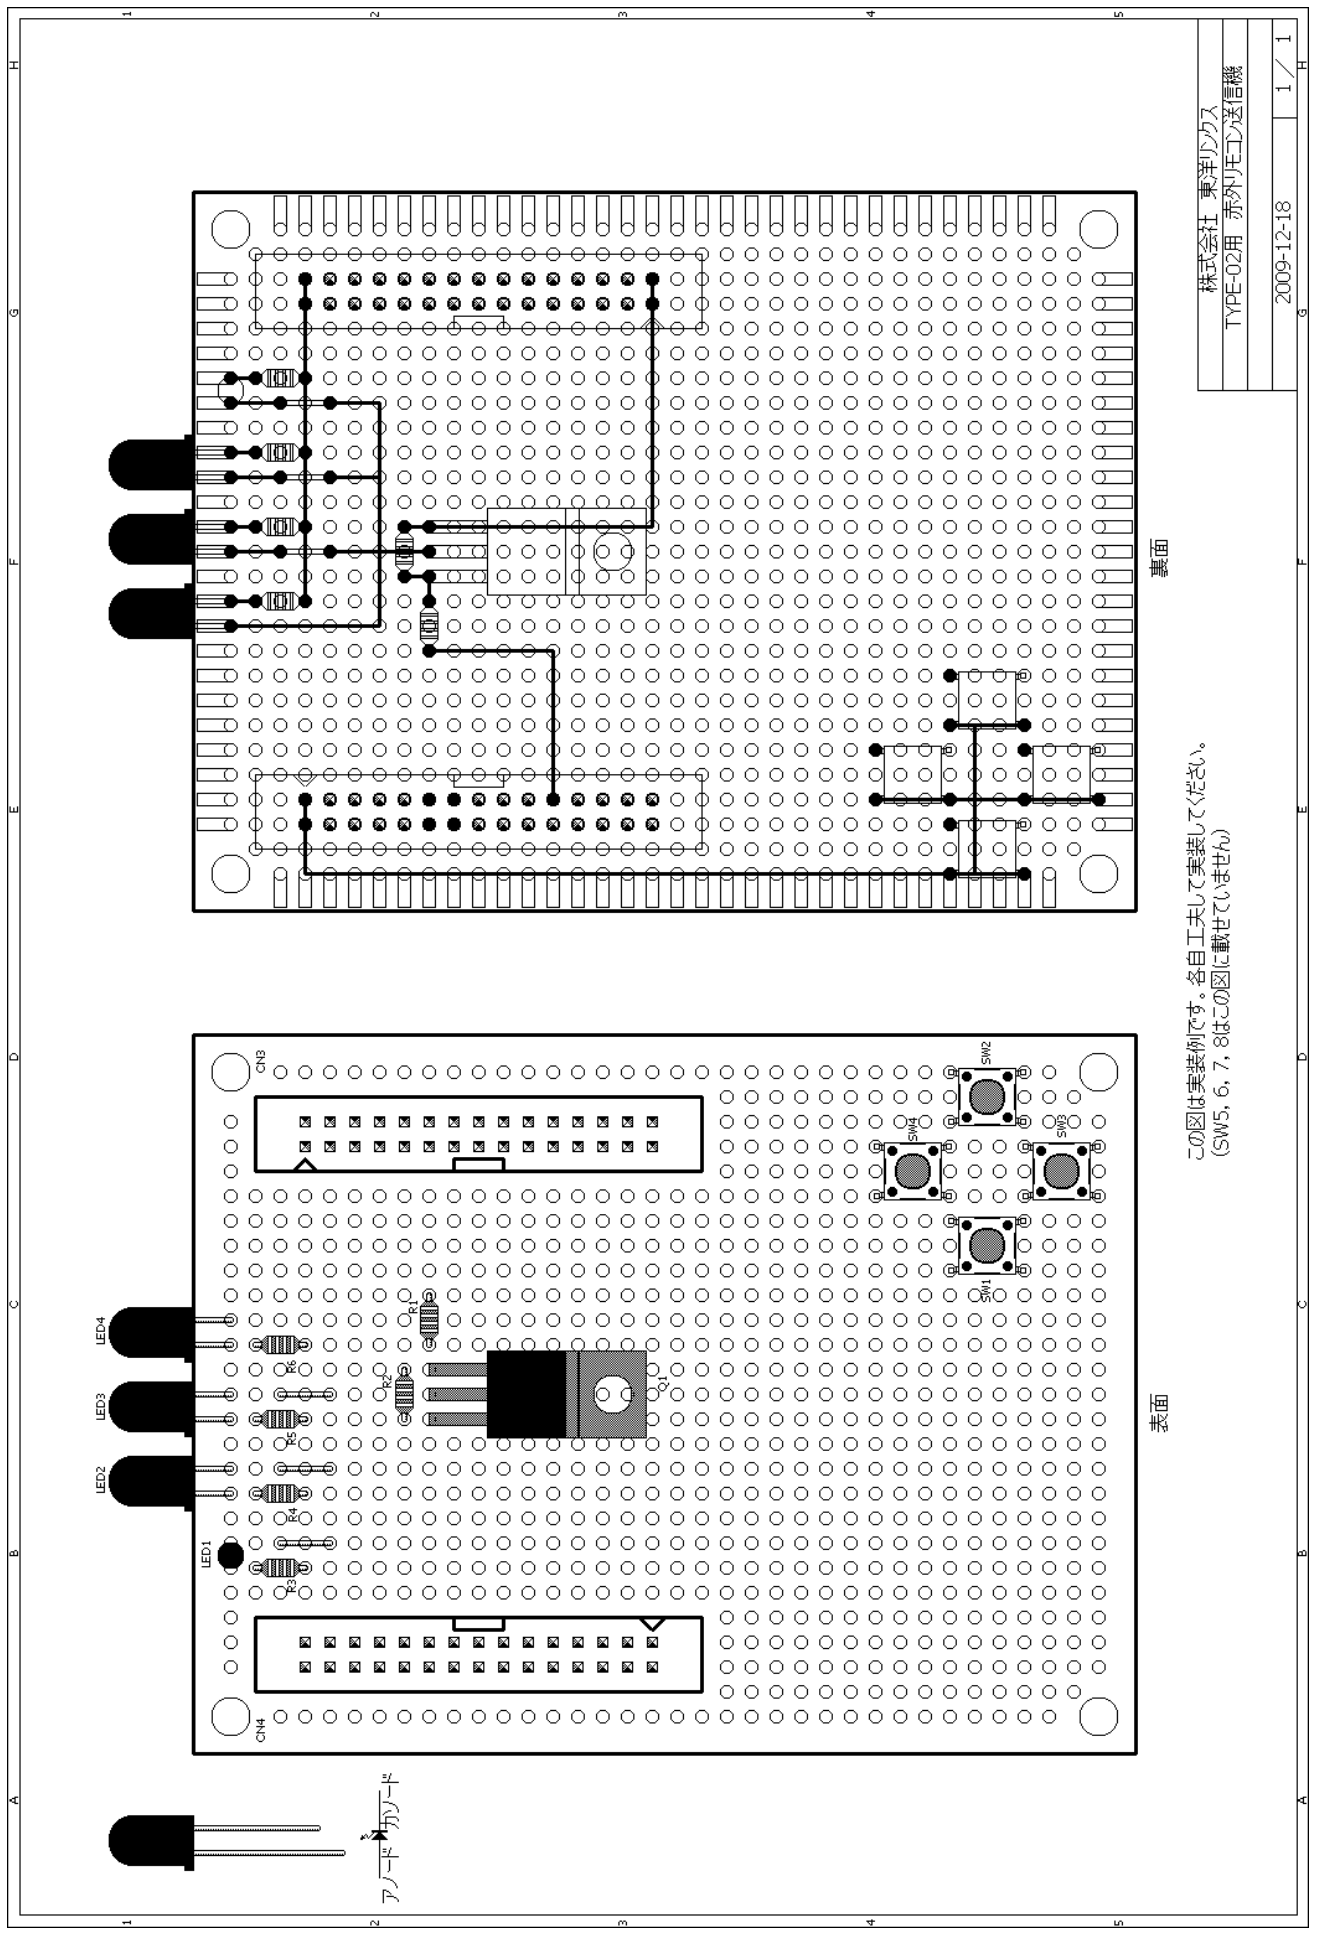 A
B
C
D
E
F
G
H
1
2
3
4
5
アノード
カソード
CN4
CN3
LED1
LED2
LED3
LED4
R3
R4
R5
R6
R2
R1
Q1
SW1
SW4
SW3
SW2
表面
裏面
この図は実装例です。各自工夫して実装してください。
(SW5, 6, 7, 8はこの図に載せていません)
株式会社 東洋リンクス
TYPE-02用 赤外リモコン送信機
2009-12-18
1/1
A
B
C
D
E
F
G
H
1
2
3
4
5